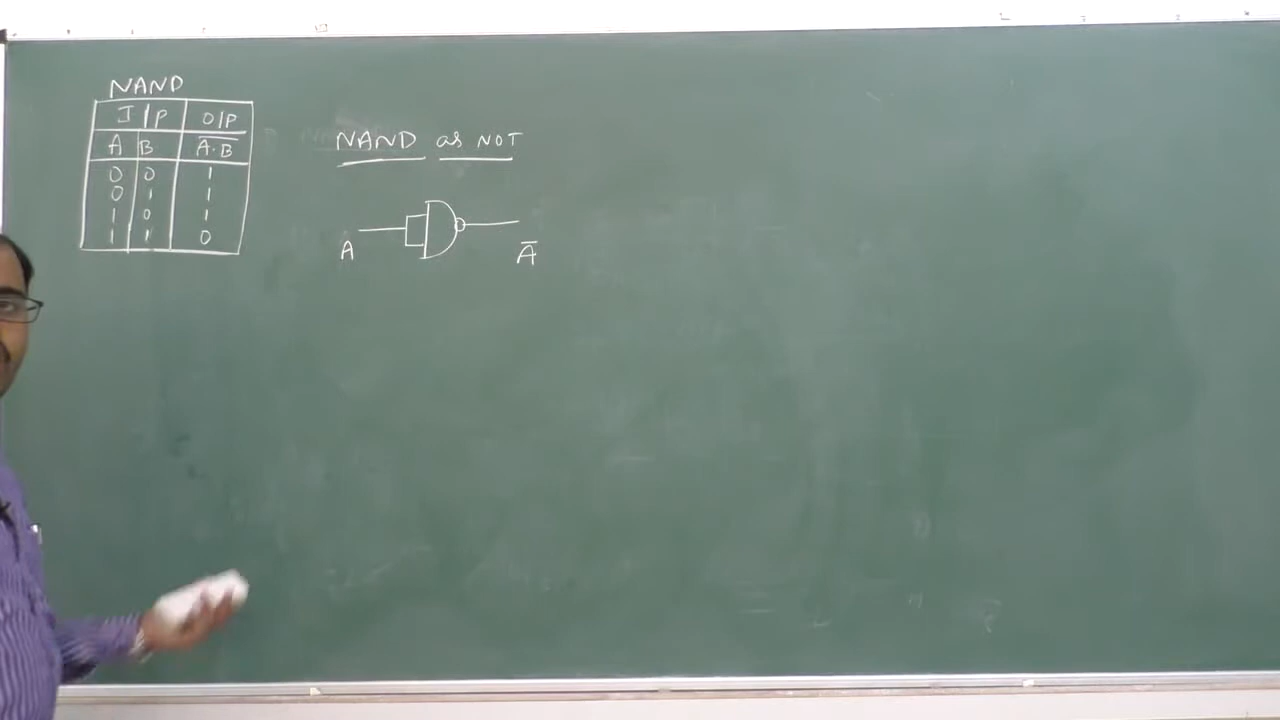 NAND
I/P O/P
A B A̅·̅B̅
0 0 1
0 1 1
1 0 1
1 1 0
NAND as NOT
A A̅